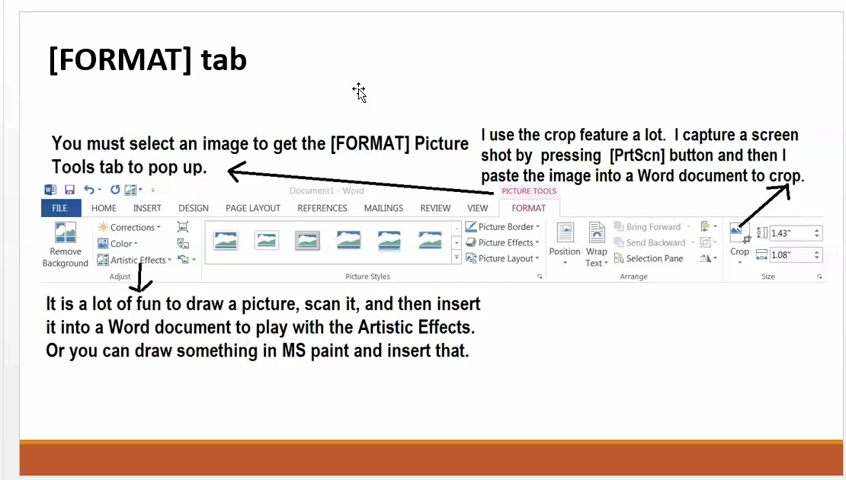 [FORMAT] tab
You must select an image to get the [FORMAT] Picture
Tools tab to pop up.
I use the crop feature a lot. I capture a screen
shot by pressing [PrtScn] button and then I
paste the image into a Word document to crop.
Document1 - Word
PICTURE TOOLS
FILE HOME INSERT DESIGN PAGE LAYOUT REFERENCES MAILINGS REVIEW VIEW FORMAT
Remove
Background
Corrections
Color
Artistic Effects
Adjust
Picture Styles
Picture Border
Picture Effects
Picture Layout
Position
Wrap
Text
Bring Forward
Send Backward
Selection Pane
Arrange
Crop
1.43"
1.08"
Size
It is a lot of fun to draw a picture, scan it, and then insert
it into a Word document to play with the Artistic Effects.
Or you can draw something in MS paint and insert that.